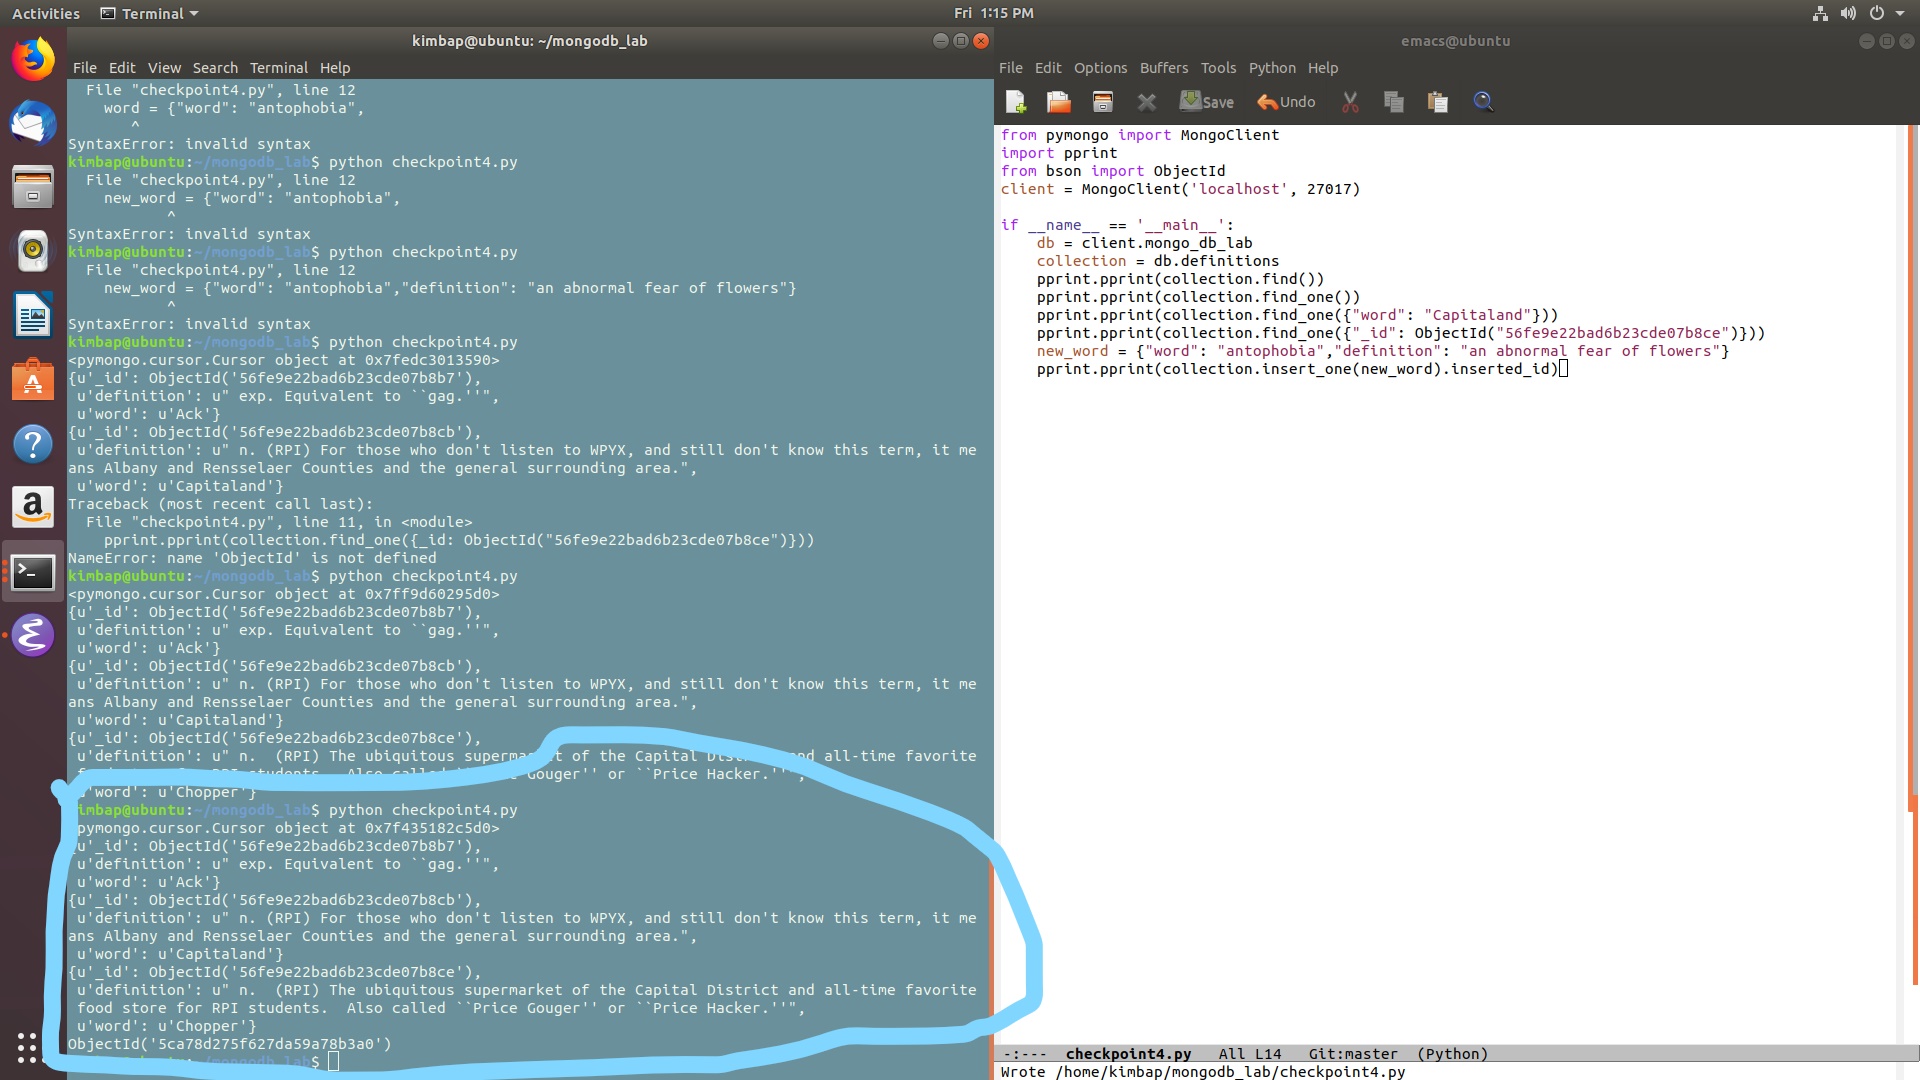 Activities Terminal Fri 1:15 PM
kimbap@ubuntu: ~/mongodb_lab
File Edit View Search Terminal Help
File "checkpoint4.py", line 12
word = {"word": "antophobia",
^
SyntaxError: invalid syntax
kimbap@ubuntu:~/mongodb_lab$ python checkpoint4.py
File "checkpoint4.py", line 12
new_word = {"word": "antophobia",
^
SyntaxError: invalid syntax
kimbap@ubuntu:~/mongodb_lab$ python checkpoint4.py
File "checkpoint4.py", line 12
new_word = {"word": "antophobia","definition": "an abnormal fear of flowers"}
^
SyntaxError: invalid syntax
kimbap@ubuntu:~/mongodb_lab$ python checkpoint4.py
<pymongo.cursor.Cursor object at 0x7fedc3013590>
{u'_id': ObjectId('56fe9e22bad6b23cde07b8b7'),
u'definition': u" exp. Equivalent to ``gag.''",
u'word': u'Ack'}
{u'_id': ObjectId('56fe9e22bad6b23cde07b8cb'),
u'definition': u" n. (RPI) For those who don't listen to WPYX, and still don't know this term, it me
ans Albany and Rensselaer Counties and the general surrounding area.",
u'word': u'Capitaland'}
Traceback (most recent call last):
File "checkpoint4.py", line 11, in <module>
pprint.pprint(collection.find_one({_id: ObjectId("56fe9e22bad6b23cde07b8ce")}))
NameError: name 'ObjectId' is not defined
kimbap@ubuntu:~/mongodb_lab$ python checkpoint4.py
<pymongo.cursor.Cursor object at 0x7ff9d60295d0>
{u'_id': ObjectId('56fe9e22bad6b23cde07b8b7'),
u'definition': u" exp. Equivalent to ``gag.''",
u'word': u'Ack'}
{u'_id': ObjectId('56fe9e22bad6b23cde07b8cb'),
u'definition': u" n. (RPI) For those who don't listen to WPYX, and still don't know this term, it me
ans Albany and Rensselaer Counties and the general surrounding area.",
u'word': u'Capitaland'}
{u'_id': ObjectId('56fe9e22bad6b23cde07b8ce'),
u'definition': u" n.  (RPI) The ubiquitous supermarket of the Capital District and all-time favorite
RPI students.  Also called Gouger'' or ``Price Hacker.''",
u'word': u'Chopper'}
kimbap@ubuntu:~/mongodb_lab$ python checkpoint4.py
pymongo.cursor.Cursor object at 0x7f435182c5d0>
{u'_id': ObjectId('56fe9e22bad6b23cde07b8b7'),
u'definition': u" exp. Equivalent to ``gag.''",
u'word': u'Ack'}
{u'_id': ObjectId('56fe9e22bad6b23cde07b8cb'),
u'definition': u" n. (RPI) For those who don't listen to WPYX, and still don't know this term, it me
ans Albany and Rensselaer Counties and the general surrounding area.",
u'word': u'Capitaland'}
{u'_id': ObjectId('56fe9e22bad6b23cde07b8ce'),
u'definition': u" n.  (RPI) The ubiquitous supermarket of the Capital District and all-time favorite
food store for RPI students.  Also called ``Price Gouger'' or ``Price Hacker.''",
u'word': u'Chopper'}
ObjectId('5ca78d275f627da59a78b3a0')
mongodb_lab$
emacs@ubuntu
File Edit Options Buffers Tools Python Help
Save Undo
from pymongo import MongoClient
import pprint
from bson import ObjectId
client = MongoClient('localhost', 27017)
if __name__ == '__main__':
db = client.mongo_db_lab
collection = db.definitions
pprint.pprint(collection.find())
pprint.pprint(collection.find_one())
pprint.pprint(collection.find_one({"word": "Capitaland"}))
pprint.pprint(collection.find_one({"_id": ObjectId("56fe9e22bad6b23cde07b8ce")}))
new_word = {"word": "antophobia","definition": "an abnormal fear of flowers"}
pprint.pprint(collection.insert_one(new_word).inserted_id)
-:--- checkpoint4.py All L14 Git:master (Python)
Wrote /home/kimbap/mongodb_lab/checkpoint4.py